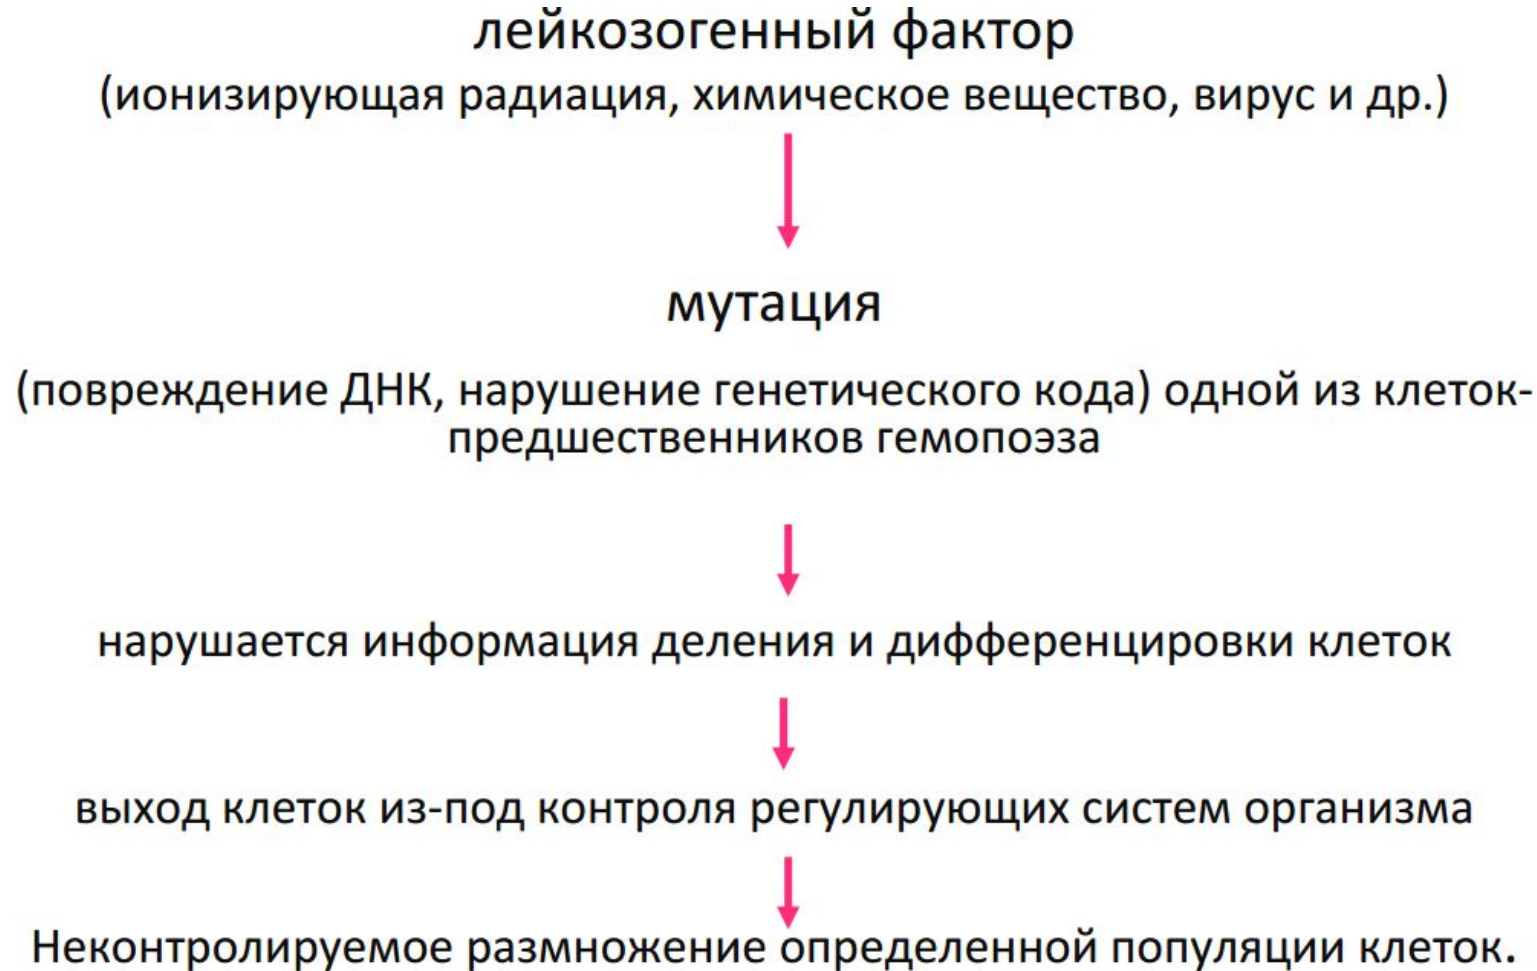 лейкозогенный фактор
(ионизирующая радиация, химическое вещество, вирус и др.)
мутация
(повреждение ДНК, нарушение генетического кода) одной из клеток-
предшественников гемопоэза
нарушается информация деления и дифференцировки клеток
выход клеток из-под контроля регулирующих систем организма
Неконтролируемое размножение определенной популяции клеток.